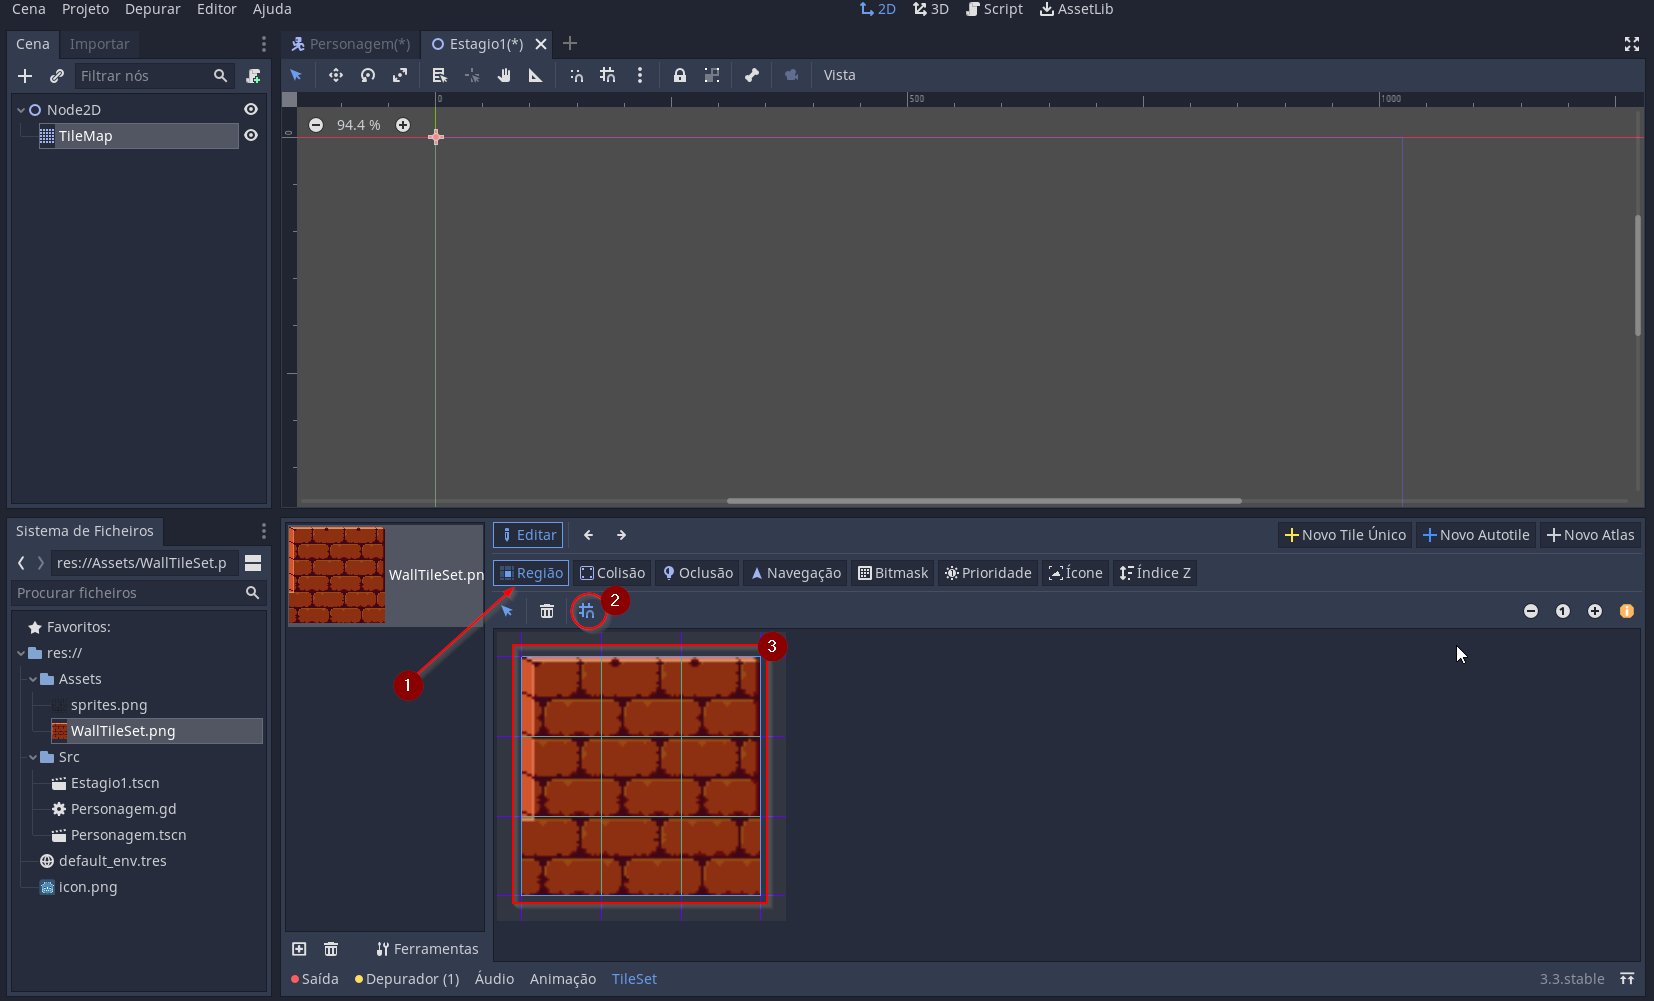 Cena Projeto Depurar Editor Ajuda
2D 3D Script AssetLib
Cena Importar
Personagem(*) Estagio1(*)
Filtrar nós
Vista
Node2D
TileMap
0 500 1000
0
94.4 %
Sistema de Ficheiros
res://Assets/WallTileSet.p
Procurar ficheiros
Favoritos:
res://
Assets
sprites.png
WallTileSet.png
Src
Estagio1.tscn
Personagem.gd
Personagem.tscn
default_env.tres
icon.png
WallTileSet.pn
Editar
Novo Tile Único Novo Autotile Novo Atlas
Região Colisão Oclusão Navegação Bitmask Prioridade Ícone Índice Z
2
1
3
1
Ferramentas
Saída Depurador (1) Áudio Animação TileSet
3.3.stable